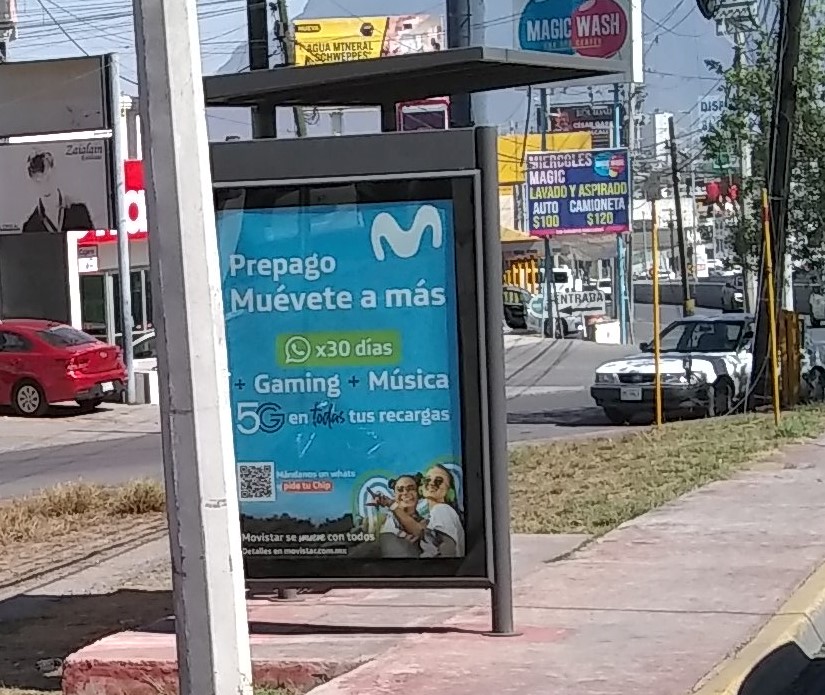 NUEVA
AGUA MINERAL
SCHWEPPES
MAGIC WASH
Zaialain
MIERCOLES
MAGIC
LAVADO Y ASPIRADO
AUTO CAMIONETA
$100 $120
ENTRADA
Prepago
Muévete a más
x30 días
+ Gaming + Música
5G en todas tus recargas
Mándanos un whats
y pide tu Chip
Movistar se mueve con todos
Detalles en movistar.com.mx